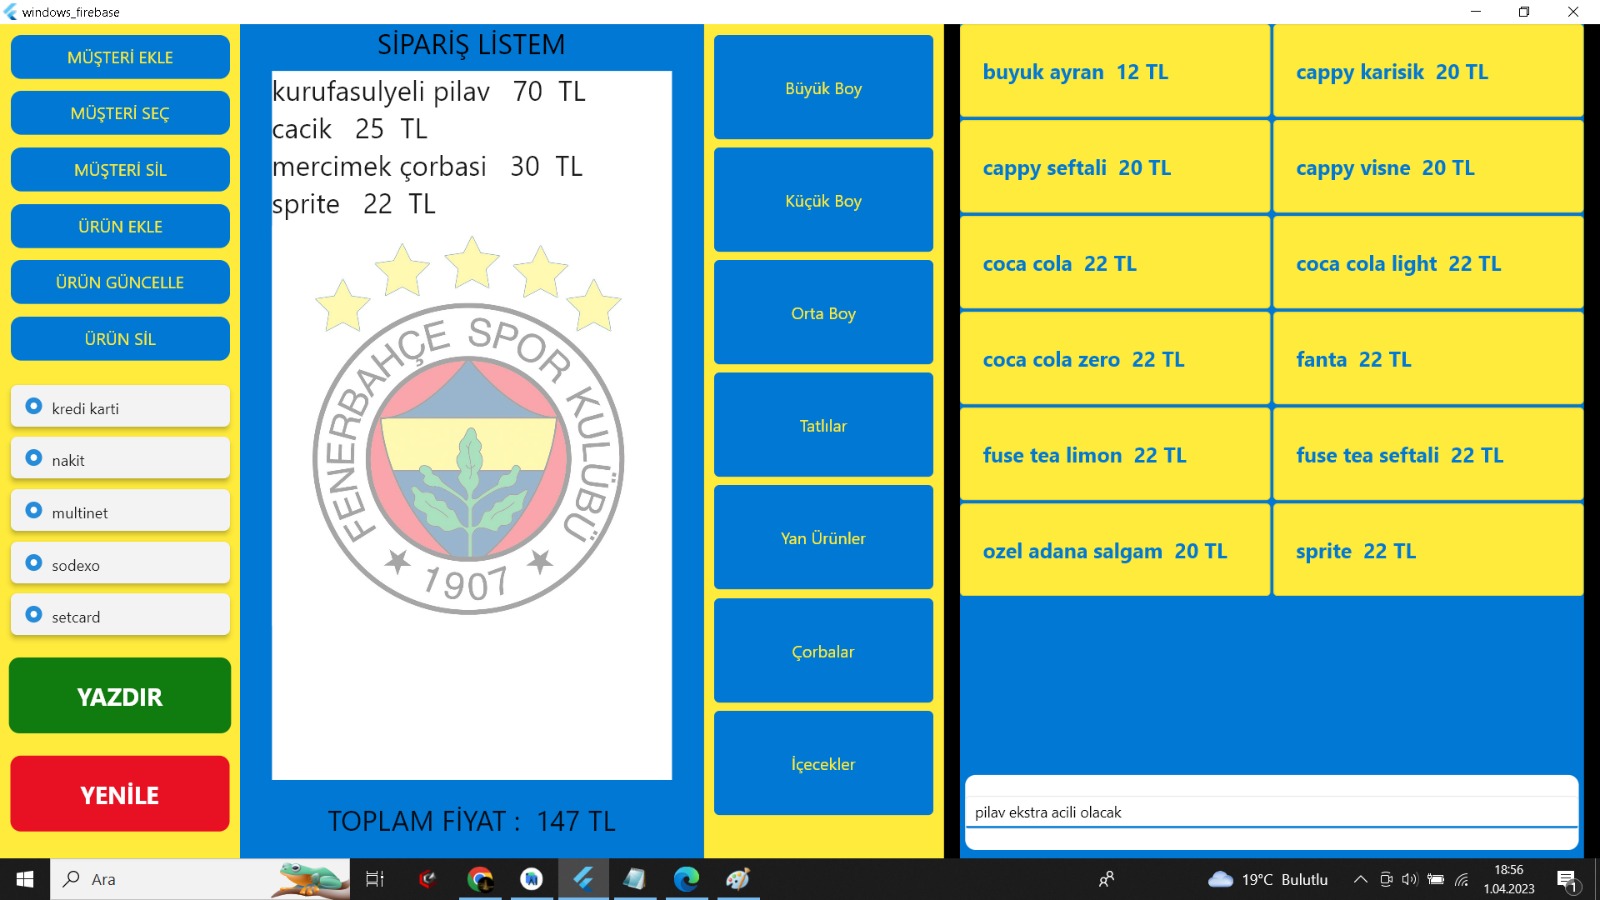 windows_firebase
MÜŞTERİ EKLE
MÜŞTERİ SEÇ
MÜŞTERİ SİL
ÜRÜN EKLE
ÜRÜN GÜNCELLE
ÜRÜN SİL
kredi karti
nakit
multinet
sodexo
setcard
YAZDIR
YENİLE
SİPARİŞ LİSTEM
kurufasulyeli pilav 70 TL
cacik 25 TL
mercimek çorbasi 30 TL
sprite 22 TL
FENERBAHÇE SPOR KULÜBÜ
1907
TOPLAM FİYAT : 147 TL
Büyük Boy
Küçük Boy
Orta Boy
Tatlılar
Yan Ürünler
Çorbalar
İçecekler
buyuk ayran 12 TL
cappy karisik 20 TL
cappy seftali 20 TL
cappy visne 20 TL
coca cola 22 TL
coca cola light 22 TL
coca cola zero 22 TL
fanta 22 TL
fuse tea limon 22 TL
fuse tea seftali 22 TL
ozel adana salgam 20 TL
sprite 22 TL
pilav ekstra acili olacak
Ara
19°C Bulutlu
18:56
1.04.2023
1